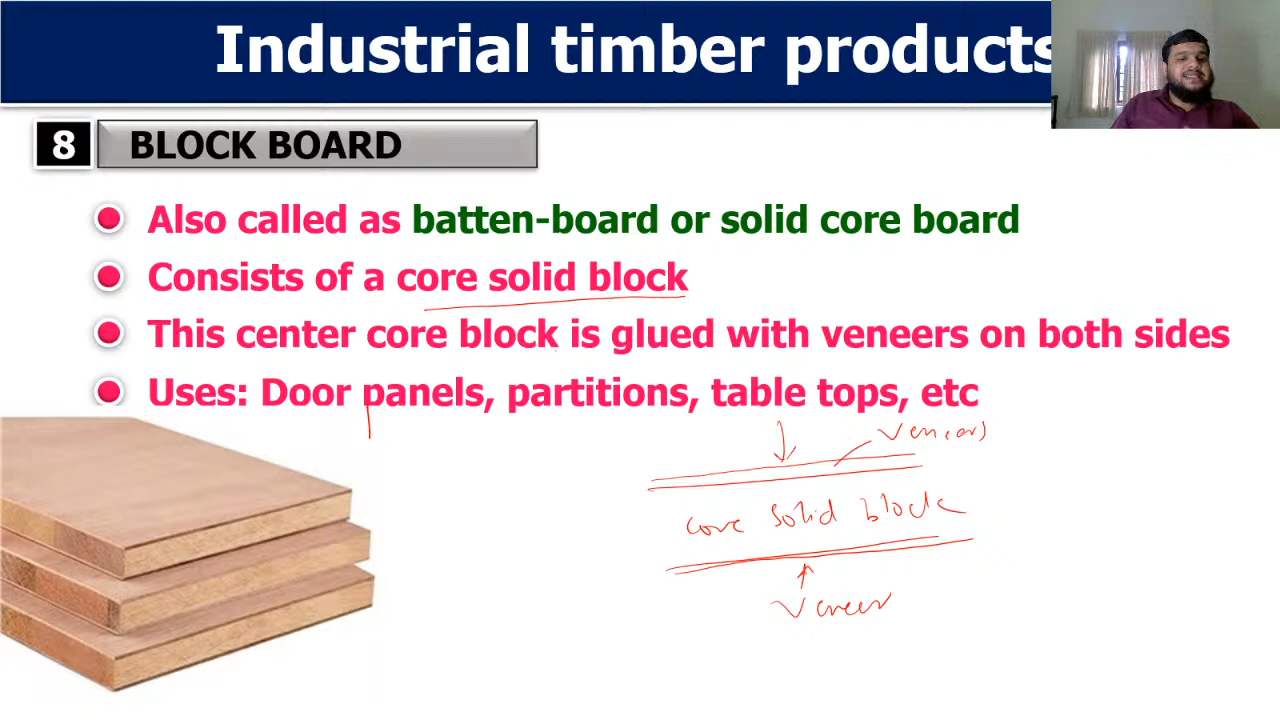 Industrial timber products
8 BLOCK BOARD
Also called as batten-board or solid core board
Consists of a core solid block
This center core block is glued with veneers on both sides
Uses: Door panels, partitions, table tops, etc
Veneers
core solid block
Veneer